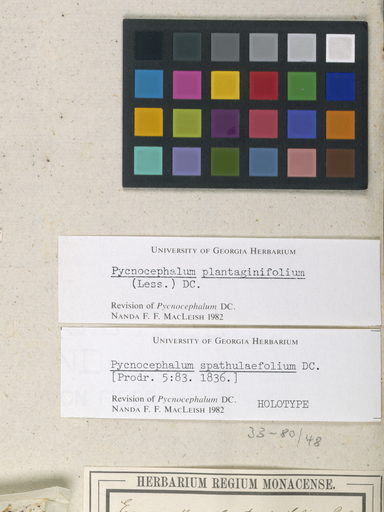 UNIVERSITY OF GEORGIA HERBARIUM
Pycnocephalum plantaginifolium
(Less.) DC.
Revision of Pycnocephalum DC.
NANDA F. F. MACLEISH 1982
UNIVERSITY OF GEORGIA HERBARIUM
Pycnocephalum spathulaefolium DC.
[Prodr. 5:83. 1836.]
Revision of Pycnocephalum DC.
NANDA F. F. MACLEISH 1982 HOLOTYPE
33-80/48
HERBARIUM REGIUM MONACENSE.